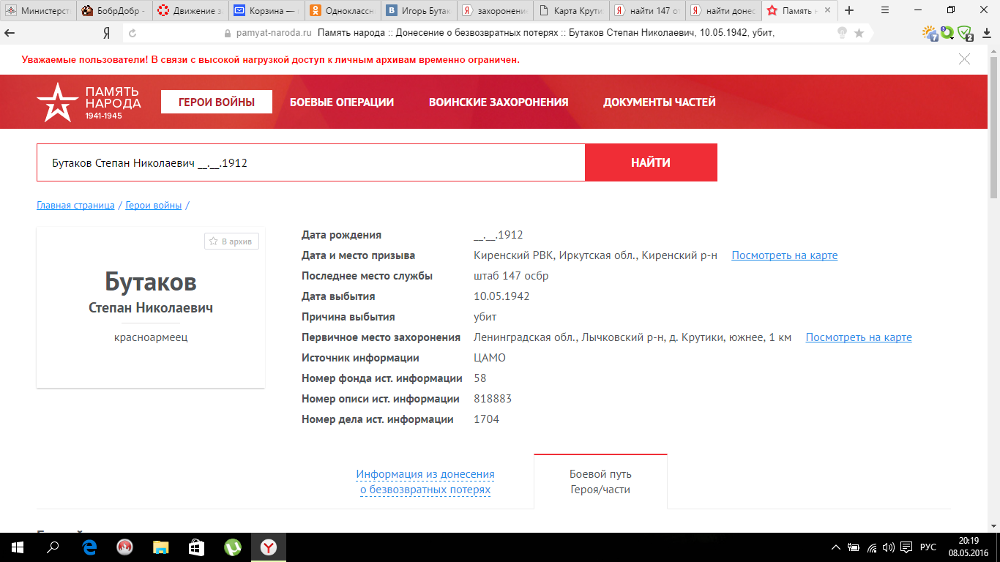 Министерст
БобрДобр -
Движение за
Корзина —
Одноклассн
Игорь Бутак
захоронени
Карта Крути
найти 147 от
найти донес
Память н
pamyat-naroda.ru Память народа :: Донесение о безвозвратных потерях :: Бутаков Степан Николаевич, 10.05.1942, убит,
7
2
Уважаемые пользователи! В связи с высокой нагрузкой доступ к личным архивам временно ограничен.
ПАМЯТЬ
НАРОДА
1941-1945
ГЕРОИ ВОЙНЫ
БОЕВЫЕ ОПЕРАЦИИ
ВОИНСКИЕ ЗАХОРОНЕНИЯ
ДОКУМЕНТЫ ЧАСТЕЙ
Бутаков Степан Николаевич __.__.1912
НАЙТИ
Главная страница / Герои войны /
В архив
Бутаков
Степан Николаевич
красноармеец
Дата рождения __.__.1912
Дата и место призыва Киренский РВК, Иркутская обл., Киренский р-н Посмотреть на карте
Последнее место службы штаб 147 осбр
Дата выбытия 10.05.1942
Причина выбытия убит
Первичное место захоронения Ленинградская обл., Лычковский р-н, д. Крутики, южнее, 1 км Посмотреть на карте
Источник информации ЦАМО
Номер фонда ист. информации 58
Номер описи ист. информации 818883
Номер дела ист. информации 1704
Информация из донесения
о безвозвратных потерях
Боевой путь
Героя/части
РУС
20:19
08.05.2016